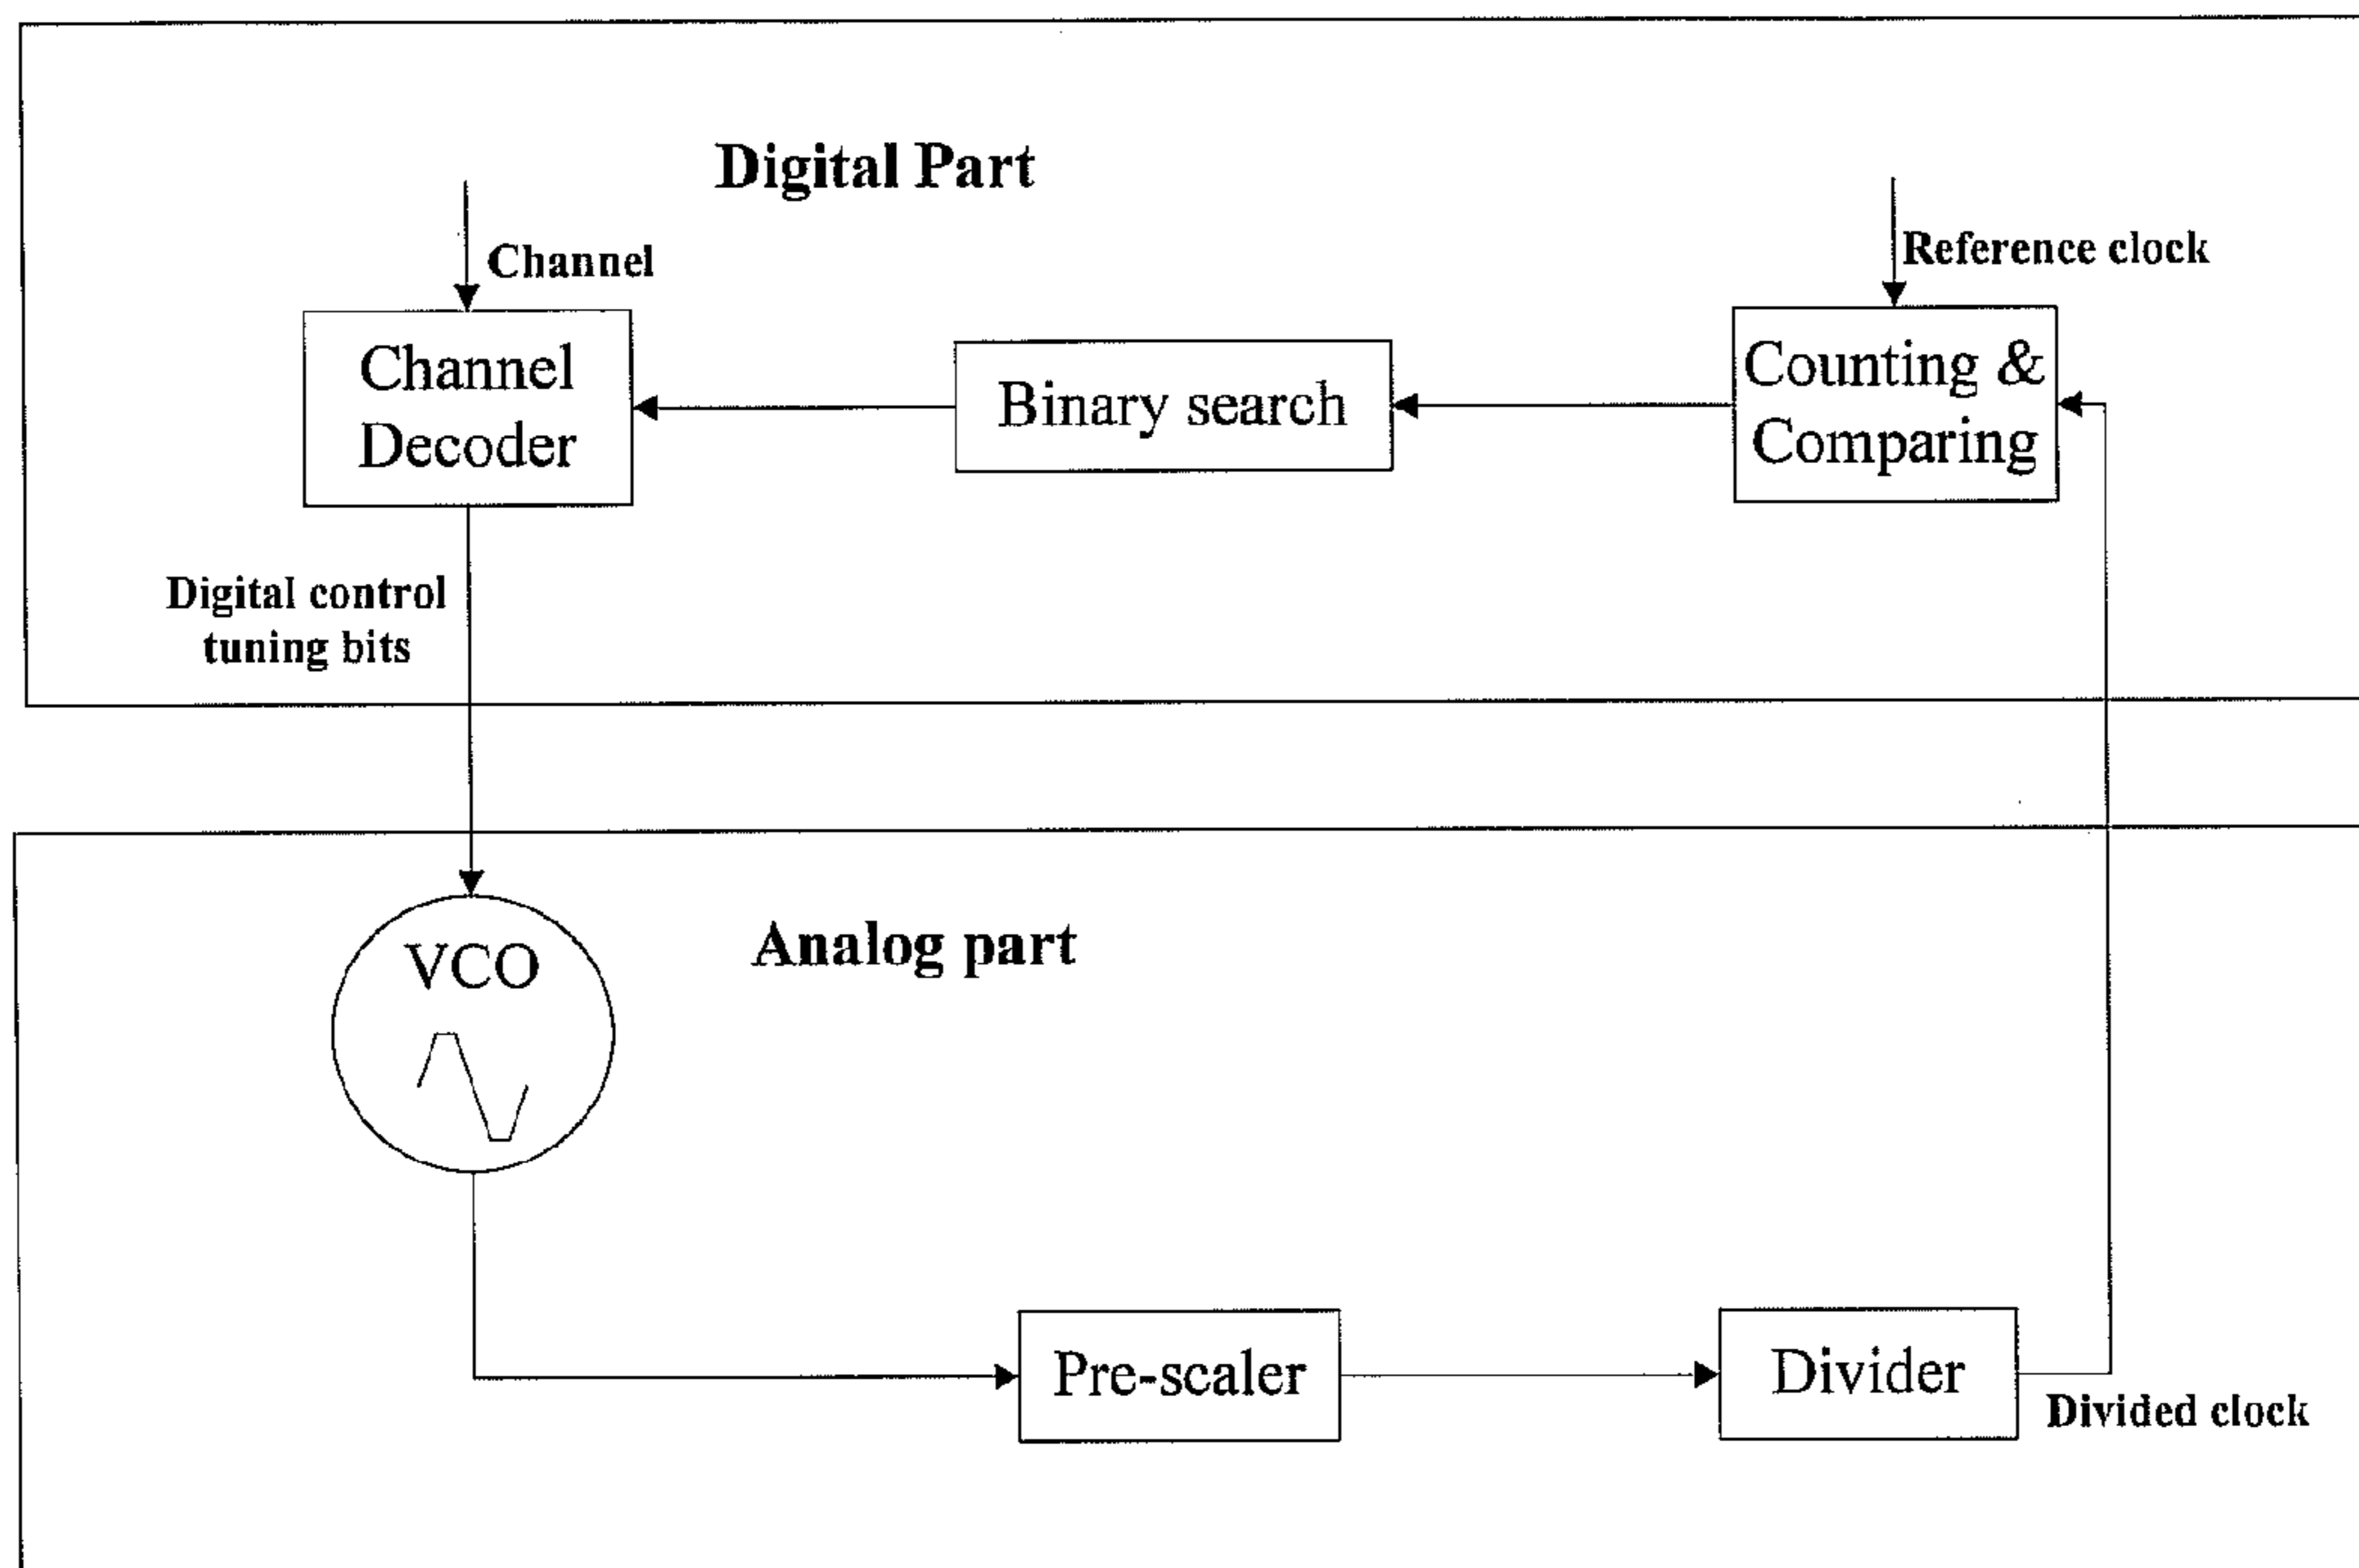 Digital Part
Channel
Reference clock
Channel
Decoder
Binary search
Counting &
Comparing
Digital control
tuning bits
VCO
Analog part
Pre-scaler
Divider
Divided clock